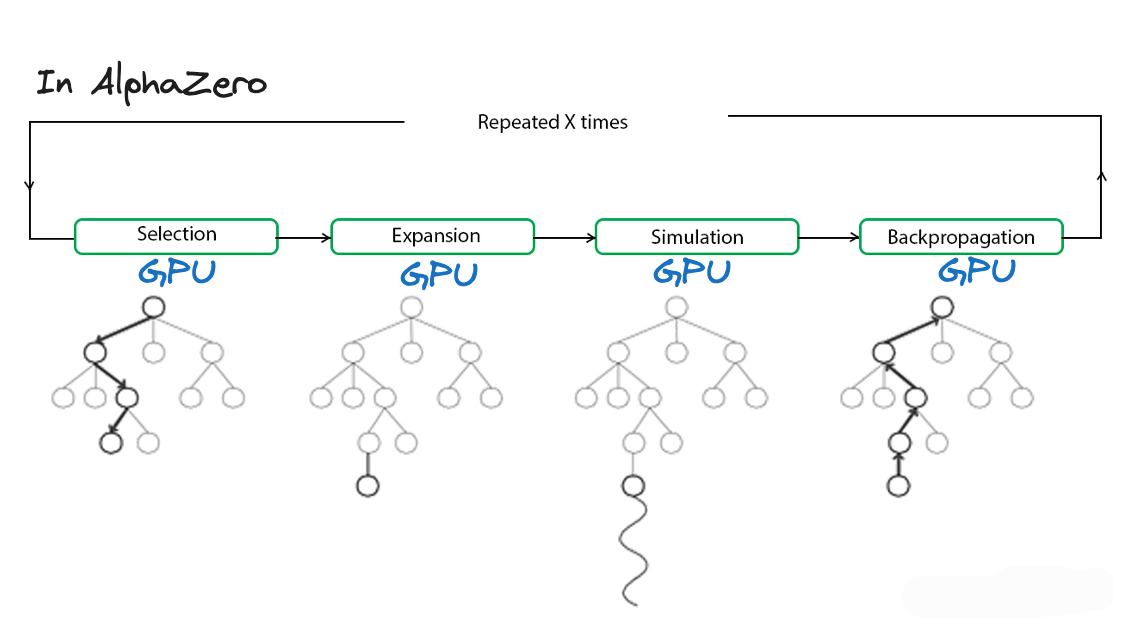 In AlphaZero
Repeated X times
Selection
Expansion
Simulation
Backpropagation
GPU
GPU
GPU
GPU